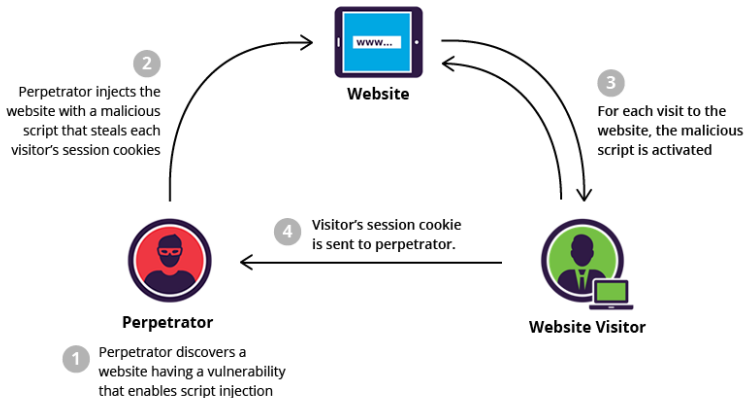 www...
Website
2
Perpetrator injects the
website with a malicious
script that steals each
visitor's session cookies
3
For each visit to the
website, the malicious
script is activated
4
Visitor's session cookie
is sent to perpetrator.
Perpetrator
Website Visitor
1
Perpetrator discovers a
website having a vulnerability
that enables script injection